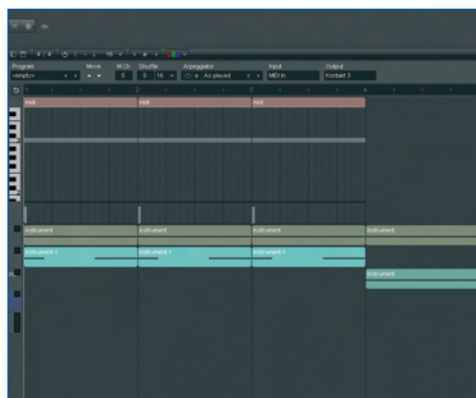 16
Program Move M.Ch Shuffle Arpeggiator Input Output
<empty> 5 0 16 As played MIDI In Kontakt 3
1 2 3 4
midi midi midi
instrument instrument instrument instrument
instrument-1 instrument-1 instrument-1
instrument